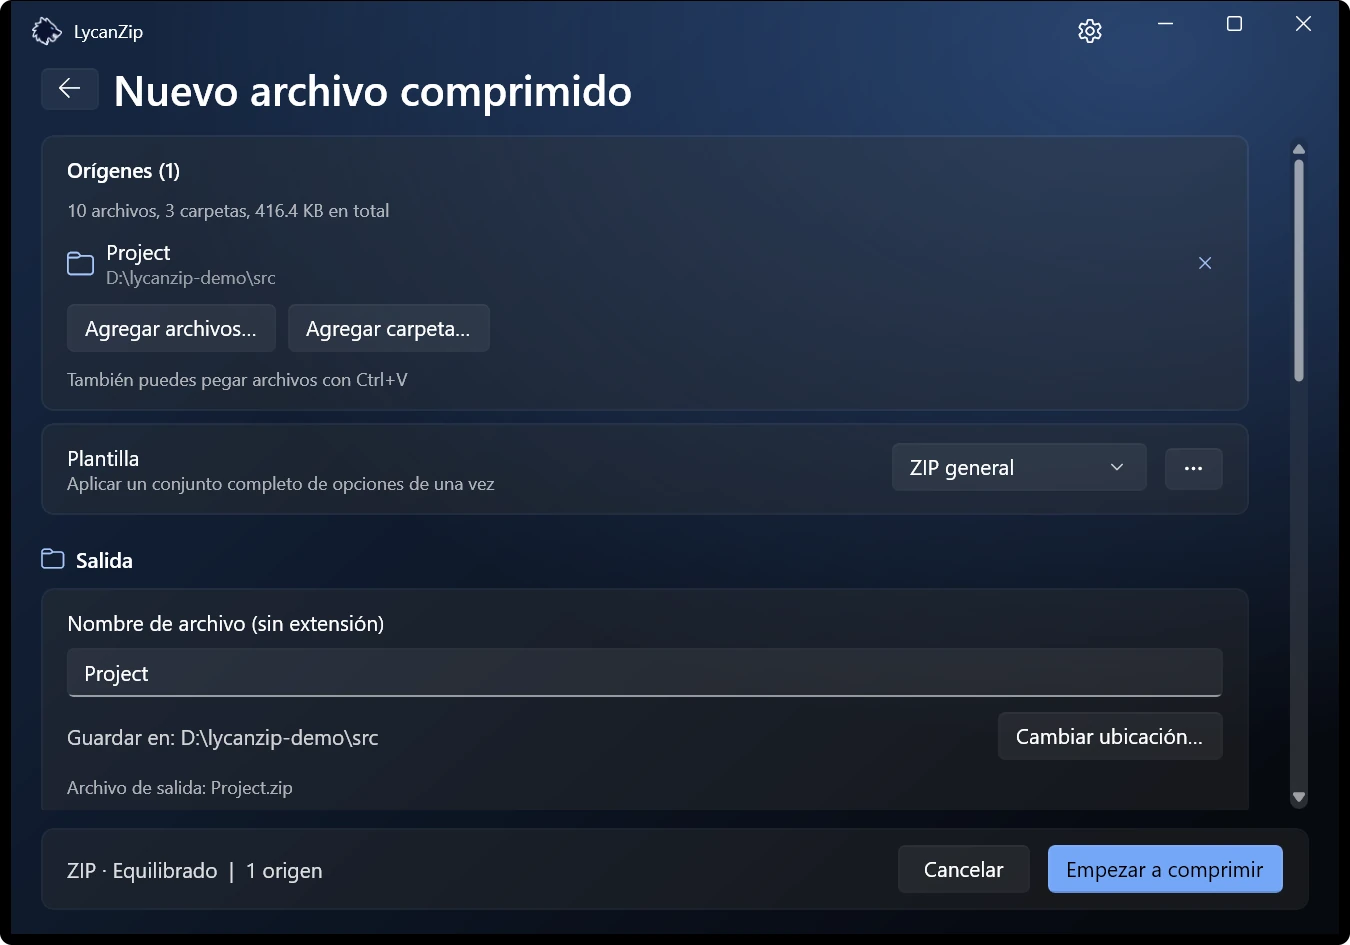 LycanZip
Nuevo archivo comprimido
Orígenes (1)
10 archivos, 3 carpetas, 416.4 KB en total
Project
D:\lycanzip-demo\src
Agregar archivos...
Agregar carpeta...
También puedes pegar archivos con Ctrl+V
Plantilla
Aplicar un conjunto completo de opciones de una vez
ZIP general
Salida
Nombre de archivo (sin extensión)
Project
Guardar en: D:\lycanzip-demo\src
Cambiar ubicación...
Archivo de salida: Project.zip
ZIP · Equilibrado | 1 origen
Cancelar
Empezar a comprimir